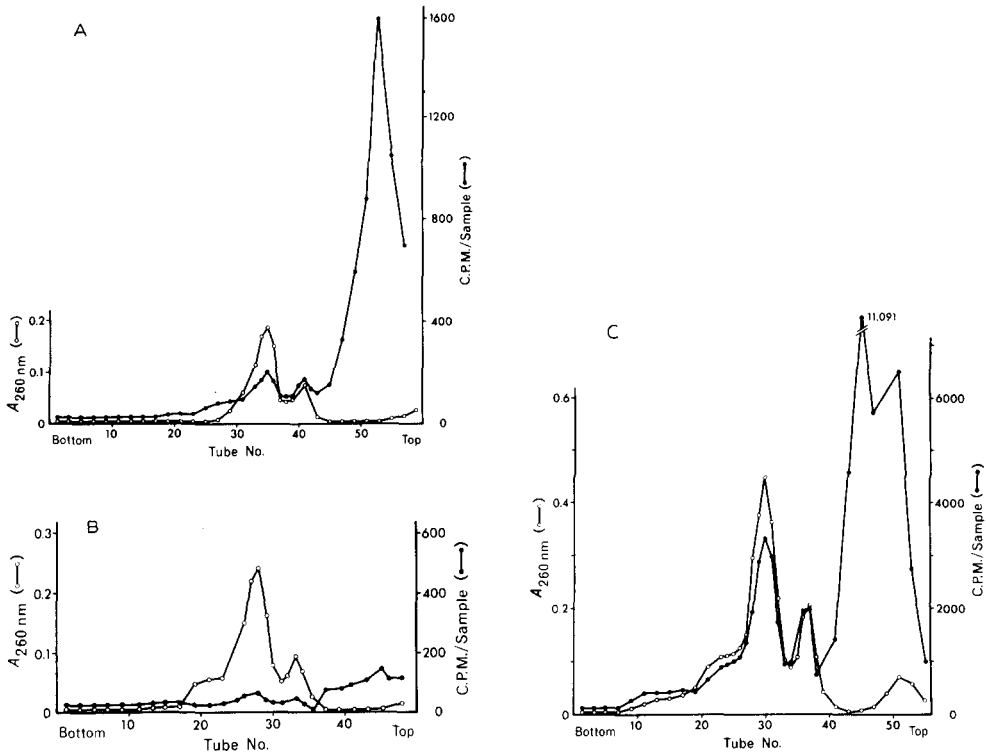 A
1600
1200
800
400
0
C.P.M./Sample (●—●)
0.2
0.1
0
A260 nm (○—○)
10 20 30 40 50
Bottom Top
Tube No.
B
0.3
0.2
0.1
0
A260 nm (○—○)
600
400
200
0
C.P.M./Sample (●—●)
10 20 30 40
Bottom Top
Tube No.
C
11.091
0.6
0.4
0.2
0
A260 nm (○—○)
6000
4000
2000
0
C.P.M./Sample (●—●)
10 20 30 40 50
Bottom Top
Tube No.